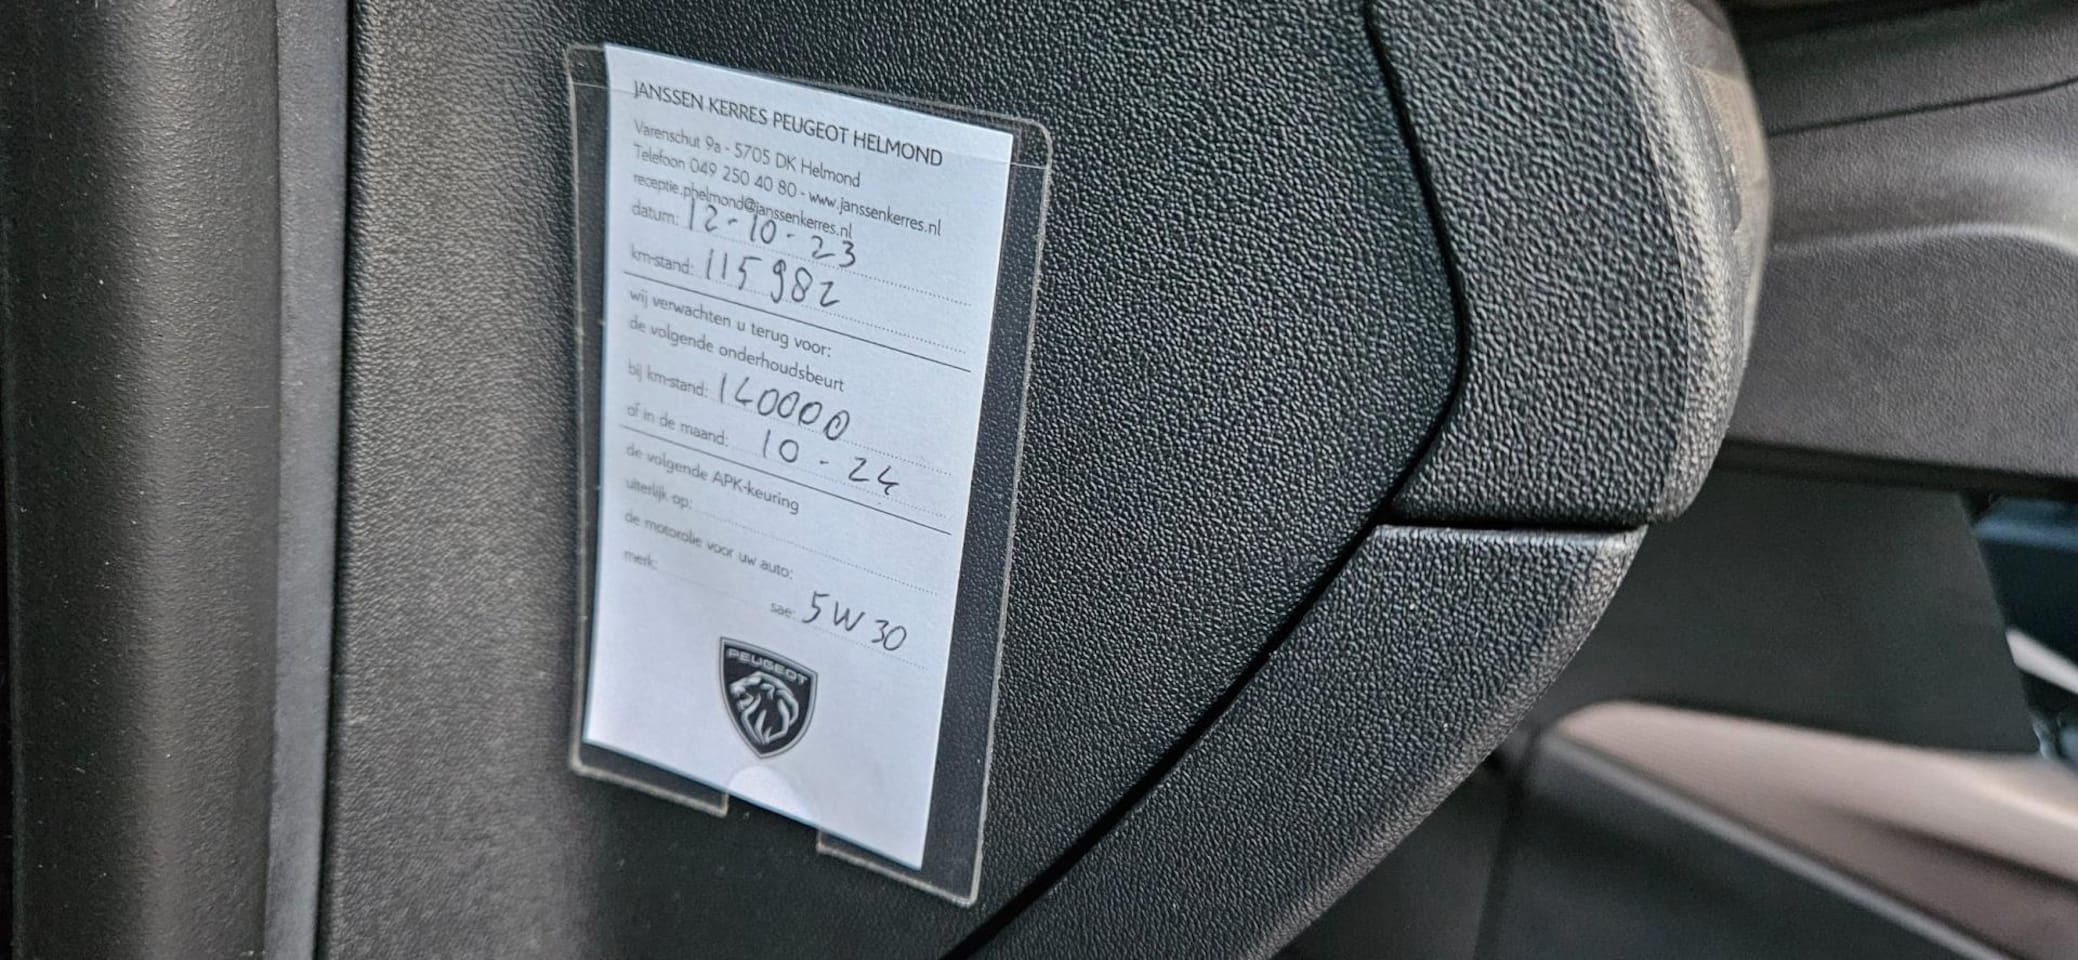 JANSSEN KERRES PEUGEOT HELMOND
Varenschut 9a - 5705 DK Helmond
Telefoon 049 250 40 80 - www.janssenkerres.nl
receptie.phelmond@janssenkerres.nl
datum: 12-10-23
km-stand: 115982
wij verwachten u terug voor:
de volgende onderhoudsbeurt
bij km-stand: 140000
of in de maand: 10-24
de volgende APK-keuring
uiterlijk op:
de motorolie voor uw auto:
merk:
sae: 5W30
PEUGEOT